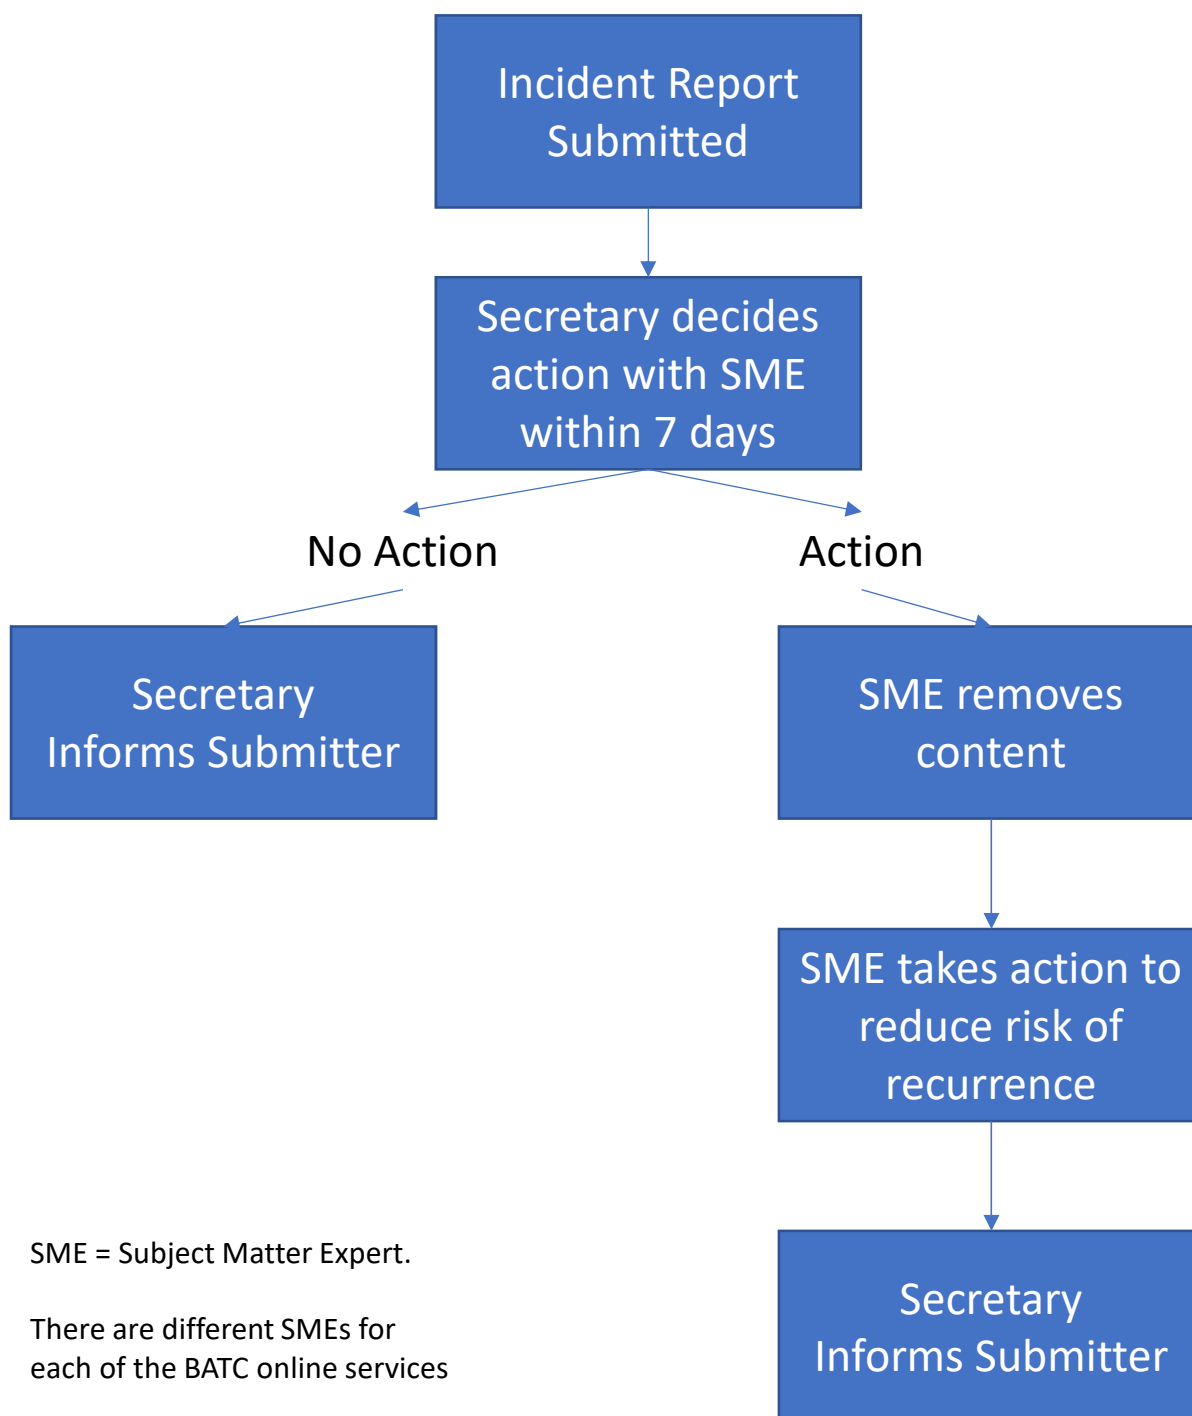 Incident Report
Submitted
Secretary decides
action with SME
within 7 days
No Action
Action
Secretary
Informs Submitter
SME removes
content
SME takes action to
reduce risk of
recurrence
SME = Subject Matter Expert.
There are different SMEs for
each of the BATC online services
Secretary
Informs Submitter